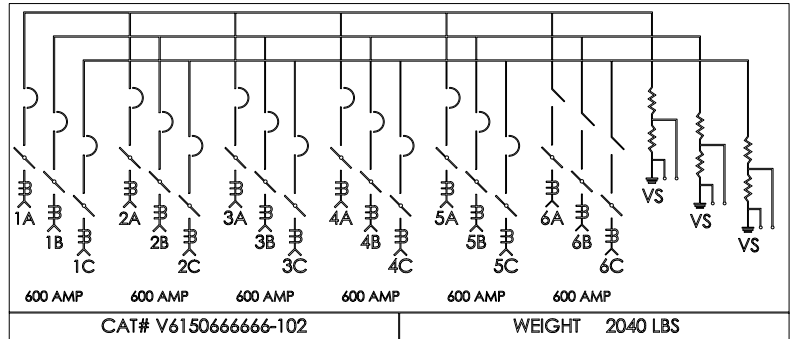 1A 2A 3A 4A 5A 6A VS
1B 2B 3B 4B 5B 6B VS
1C 2C 3C 4C 5C 6C VS
600 AMP 600 AMP 600 AMP 600 AMP 600 AMP 600 AMP
CAT# V6150666666-102 WEIGHT 2040 LBS